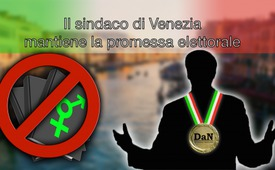 Il sindaco di Venezia
mantiene la promessa elettorale
DaN